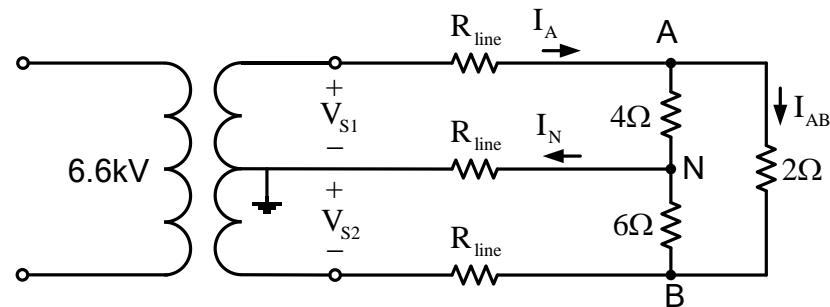 R_line
I_A
A
+
V_S1
−
4Ω
I_AB
R_line
I_N
6.6kV
N
2Ω
+
V_S2
−
6Ω
R_line
B